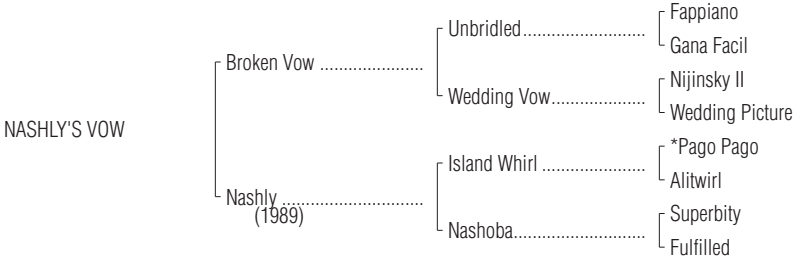 Fappiano
Unbridled..........................
Gana Facil
Broken Vow ......................
Nijinsky II
Wedding Vow....................
Wedding Picture
NASHLY'S VOW
*Pago Pago
Island Whirl ......................
Alitwirl
Nashly ..............................
(1989)
Superbity
Nashoba............................
Fulfilled